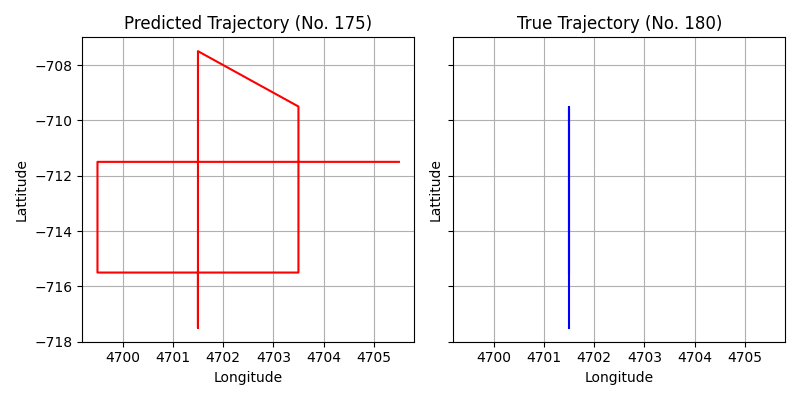 Predicted Trajectory (No. 175)
True Trajectory (No. 180)
−708
−710
−712
−714
−716
−718
Lattitude
Lattitude
4700 4701 4702 4703 4704 4705
4700 4701 4702 4703 4704 4705
Longitude
Longitude